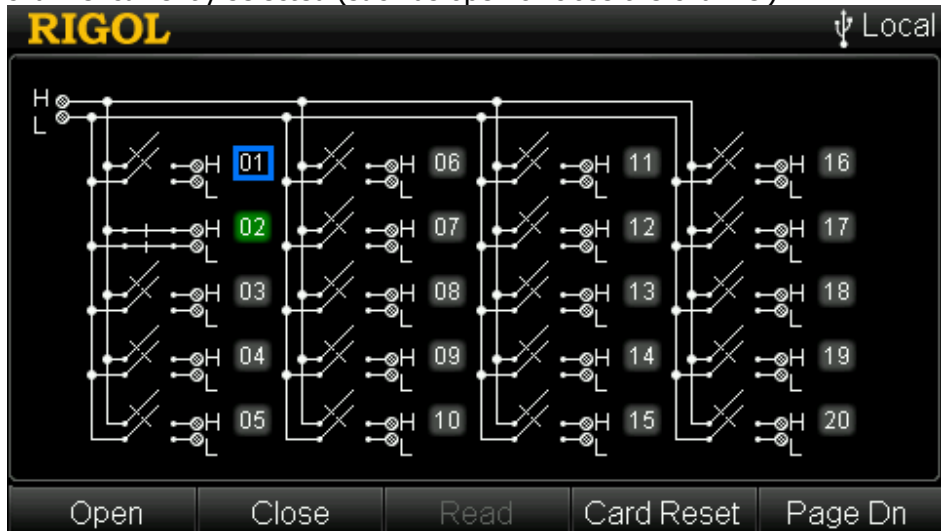 RIGOL Local
H
L
H 01 H 06 H 11 H 16
L L L L
H 02 H 07 H 12 H 17
L L L L
H 03 H 08 H 13 H 18
L L L L
H 04 H 09 H 14 H 19
L L L L
H 05 H 10 H 15 H 20
L L L L
Open Close Read Card Reset Page Dn